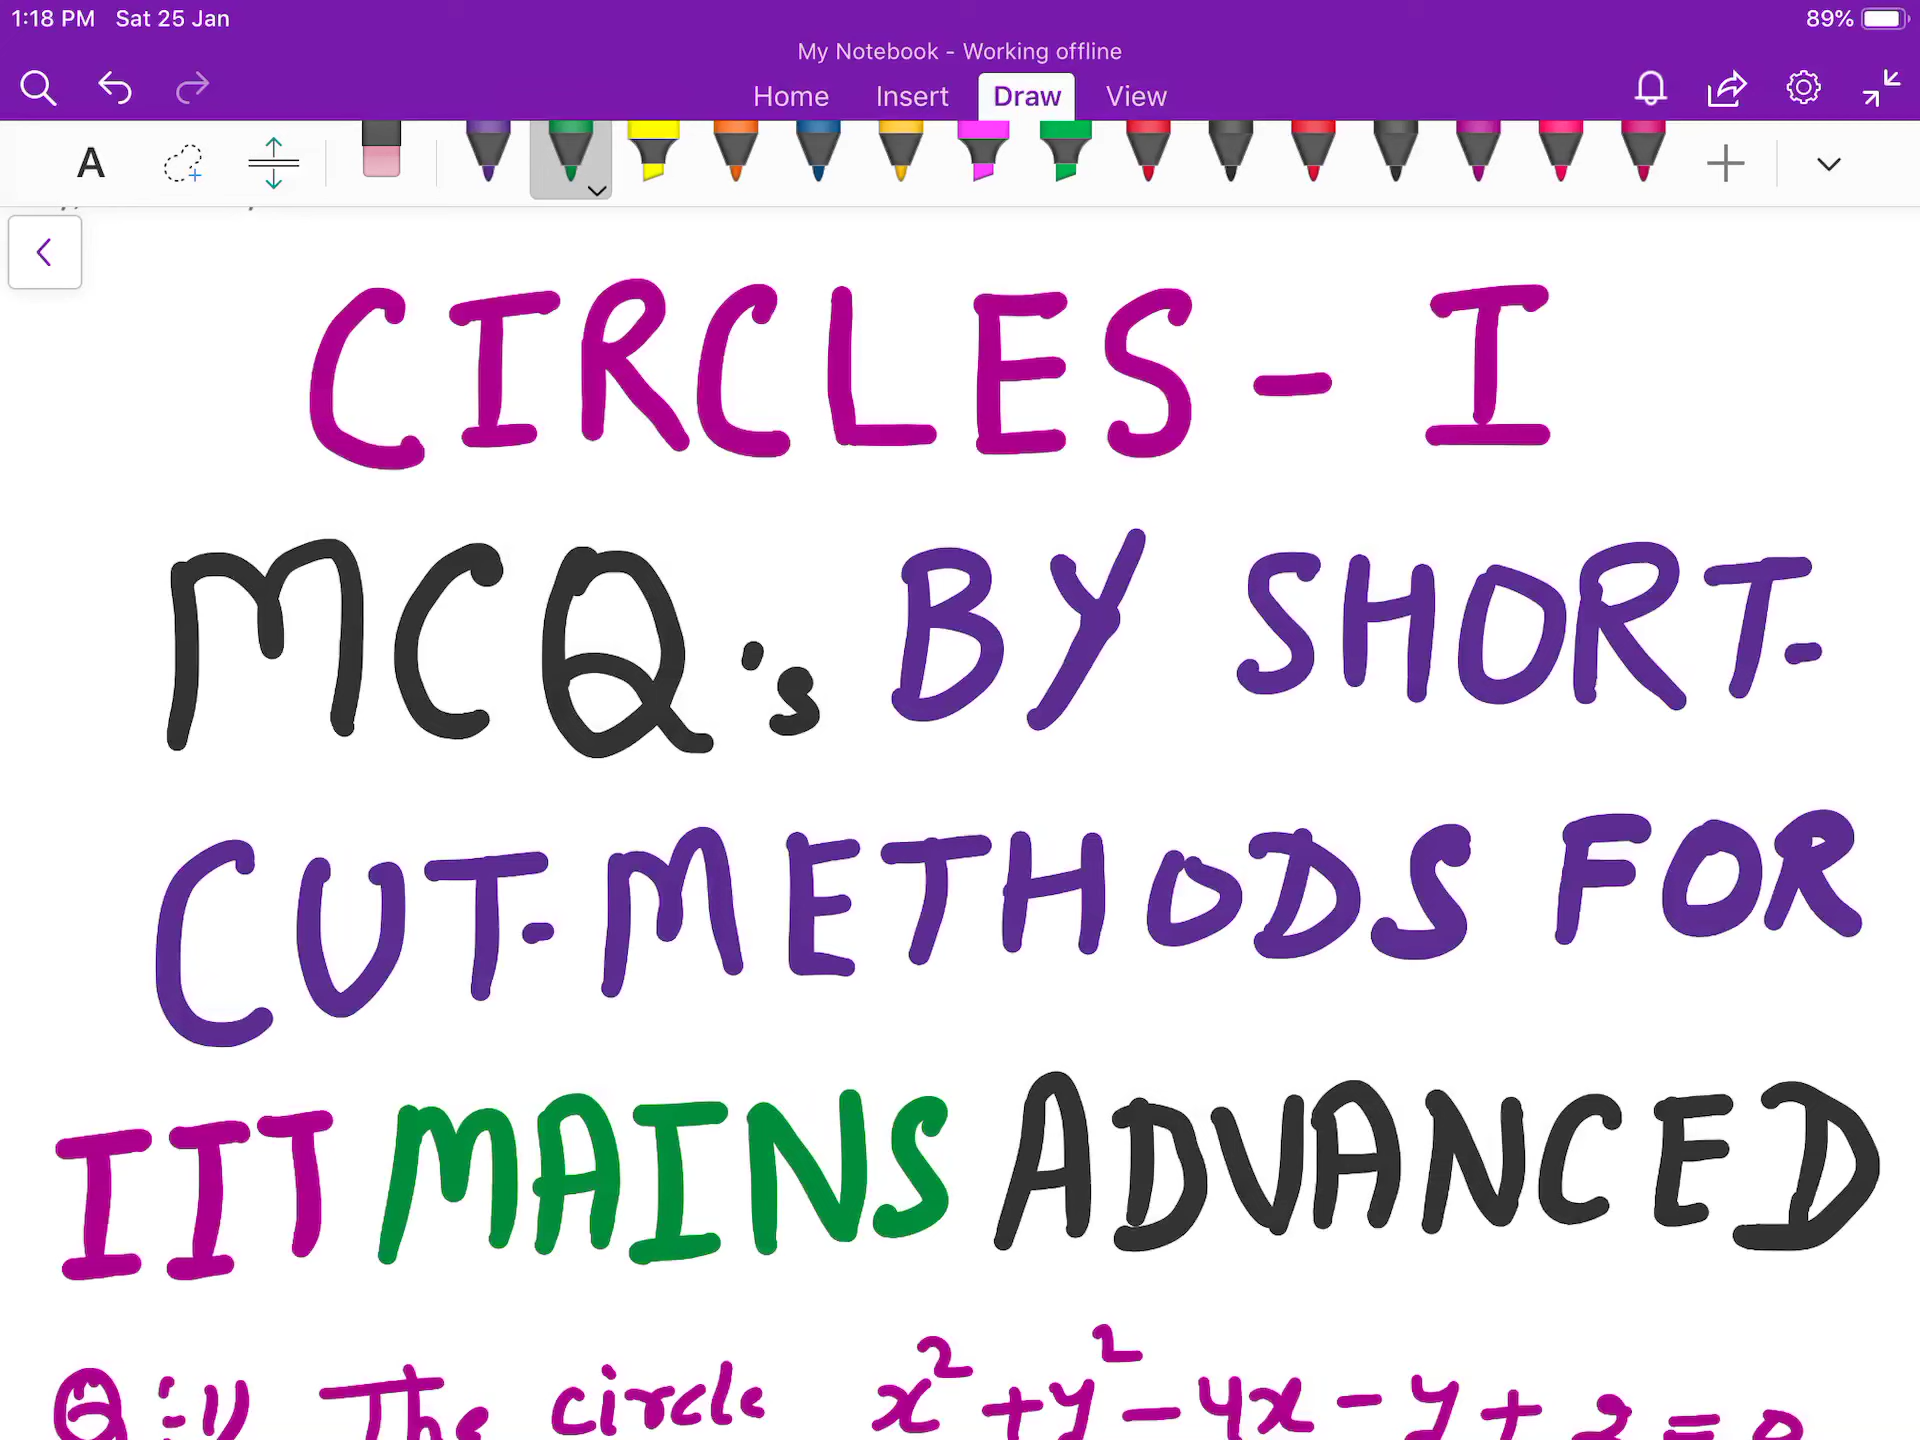 1:18 PM Sat 25 Jan 89%
My Notebook - Working offline
Home Insert Draw View
A
CIRCLES - I
MCQ's BY SHORT-
CUT-METHODS FOR
IIT MAINS ADVANCED
Q:-1) The circle x²+y²-4x-y+ = 0